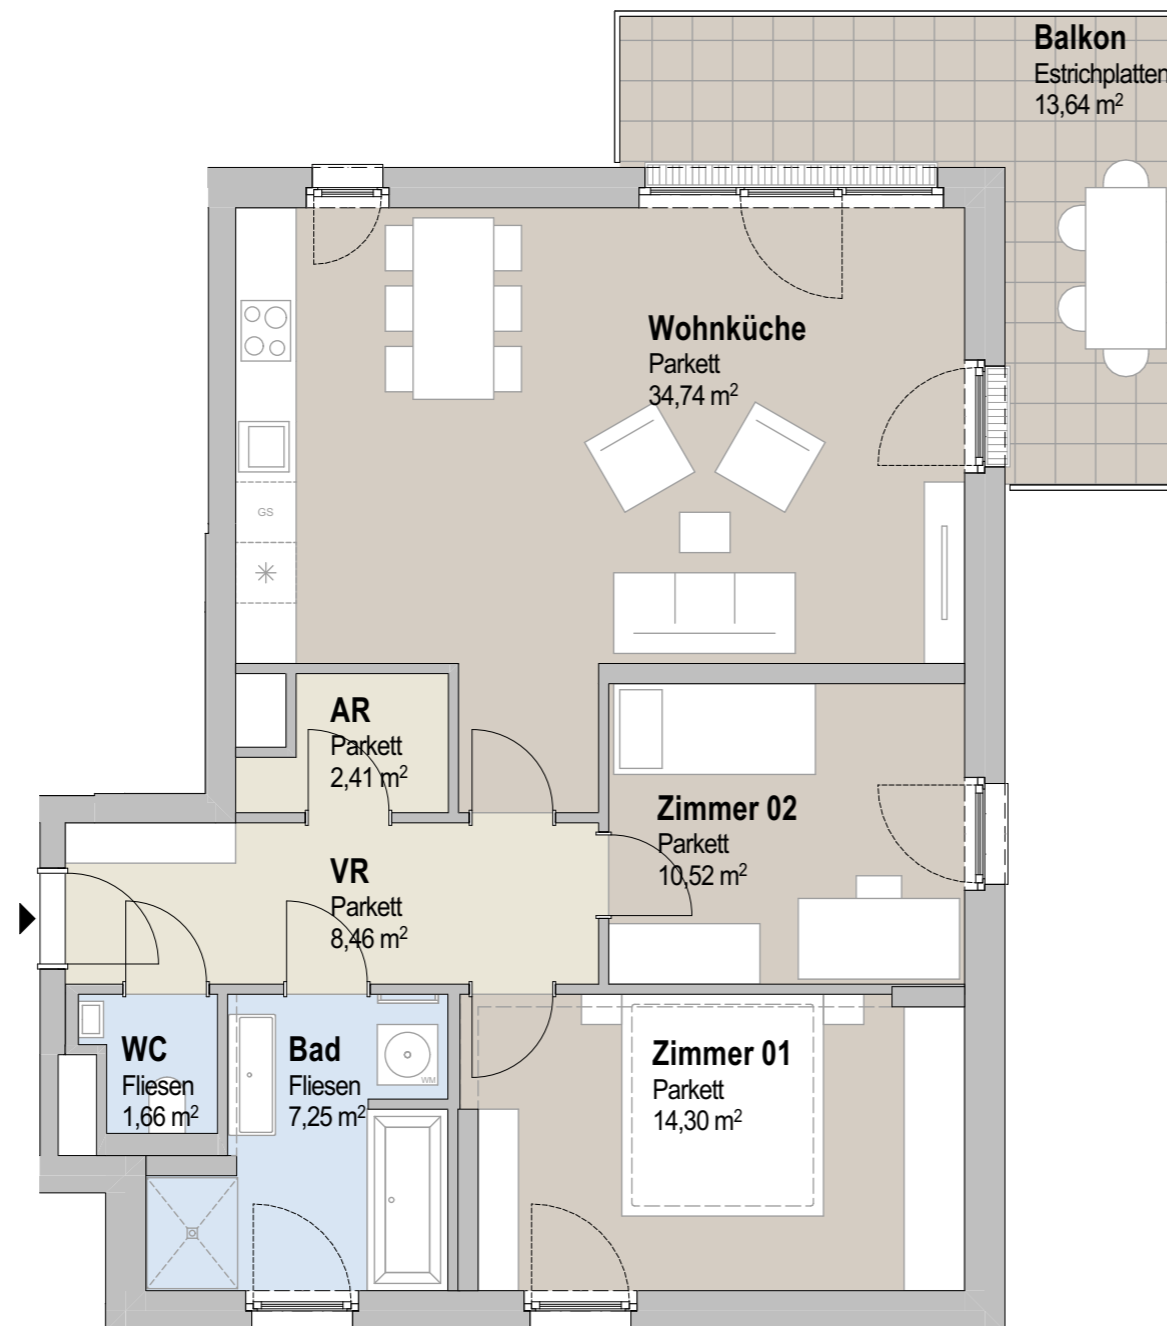 Balkon
Estrichplatten
13,64 m²
Wohnküche
Parkett
34,74 m²
GS
AR
Parkett
2,41 m²
Zimmer 02
Parkett
10,52 m²
VR
Parkett
8,46 m²
WC
Fliesen
1,66 m²
Bad
Fliesen
7,25 m²
WM
Zimmer 01
Parkett
14,30 m²